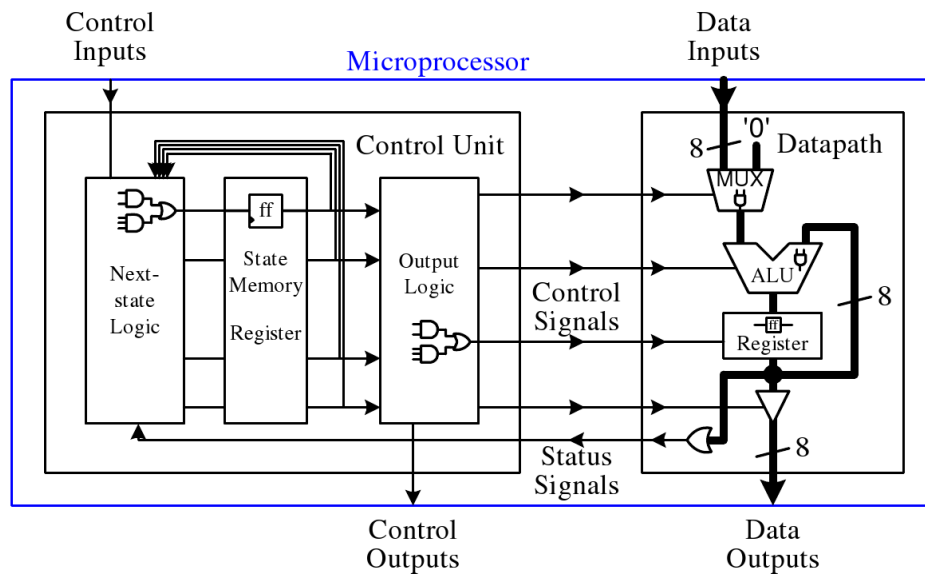 Control
Inputs
Data
Inputs
Microprocessor
Control Unit
8
'0'
Datapath
MUX
ff
Next-
state
Logic
State
Memory
Register
Output
Logic
ALU
Control
Signals
8
ff
Register
Status
Signals
8
Control
Outputs
Data
Outputs